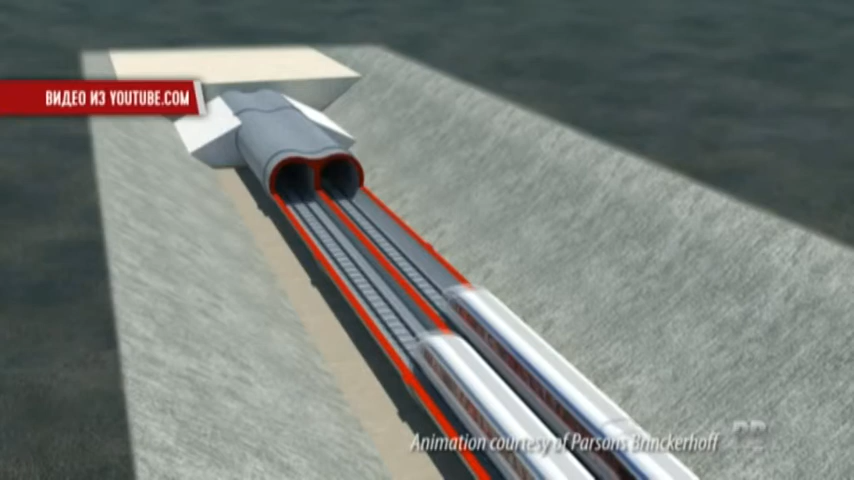 ВИДЕО ИЗ YOUTUBE.COM
Animation courtesy of Parsons Brinckerhoff